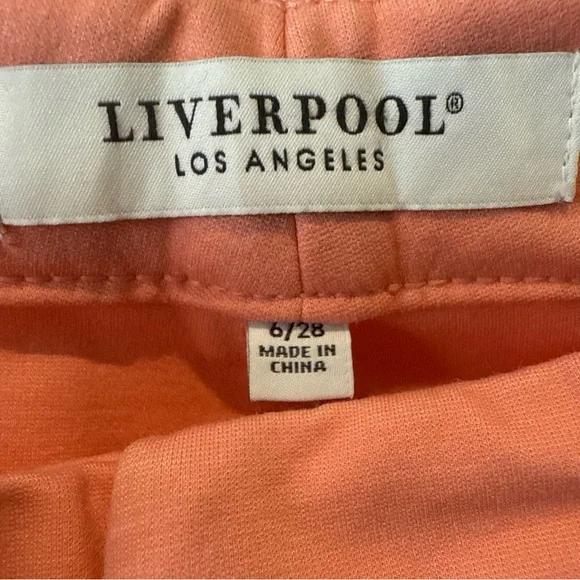 LIVERPOOL®
LOS ANGELES
6/28
MADE IN
CHINA